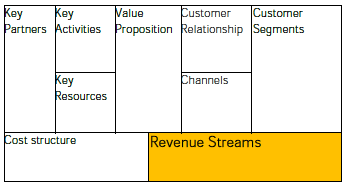 Key
Partners
Key
Activities
Value
Proposition
Customer
Relationship
Customer
Segments
Key
Resources
Channels
Cost structure
Revenue Streams